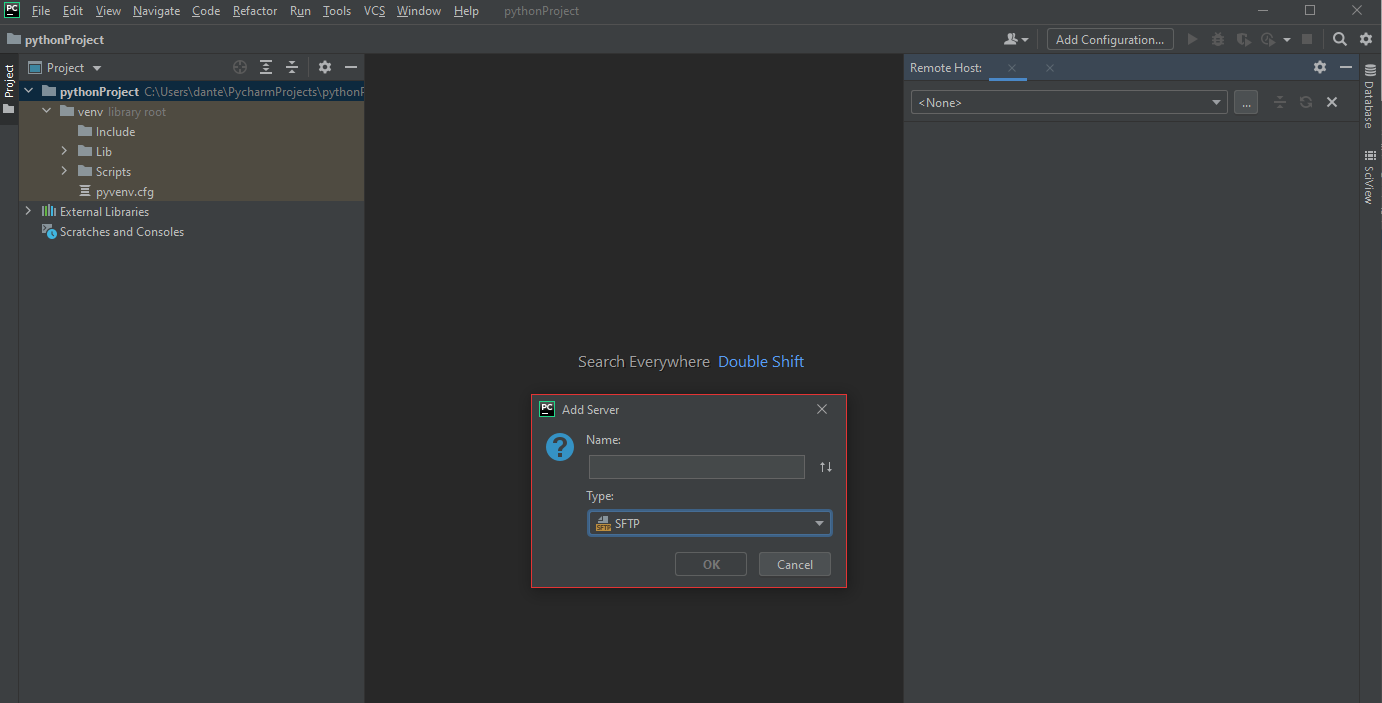 PC File Edit View Navigate Code Refactor Run Tools VCS Window Help pythonProject
pythonProject
Add Configuration...
Project
Project
pythonProject C:\Users\dante\PycharmProjects\pythonP
venv library root
Include
Lib
Scripts
pyvenv.cfg
External Libraries
Scratches and Consoles
Search Everywhere Double Shift
PC Add Server
Name:
Type:
SFTP SFTP
OK Cancel
Remote Host:
<None>
...
Database
SciView